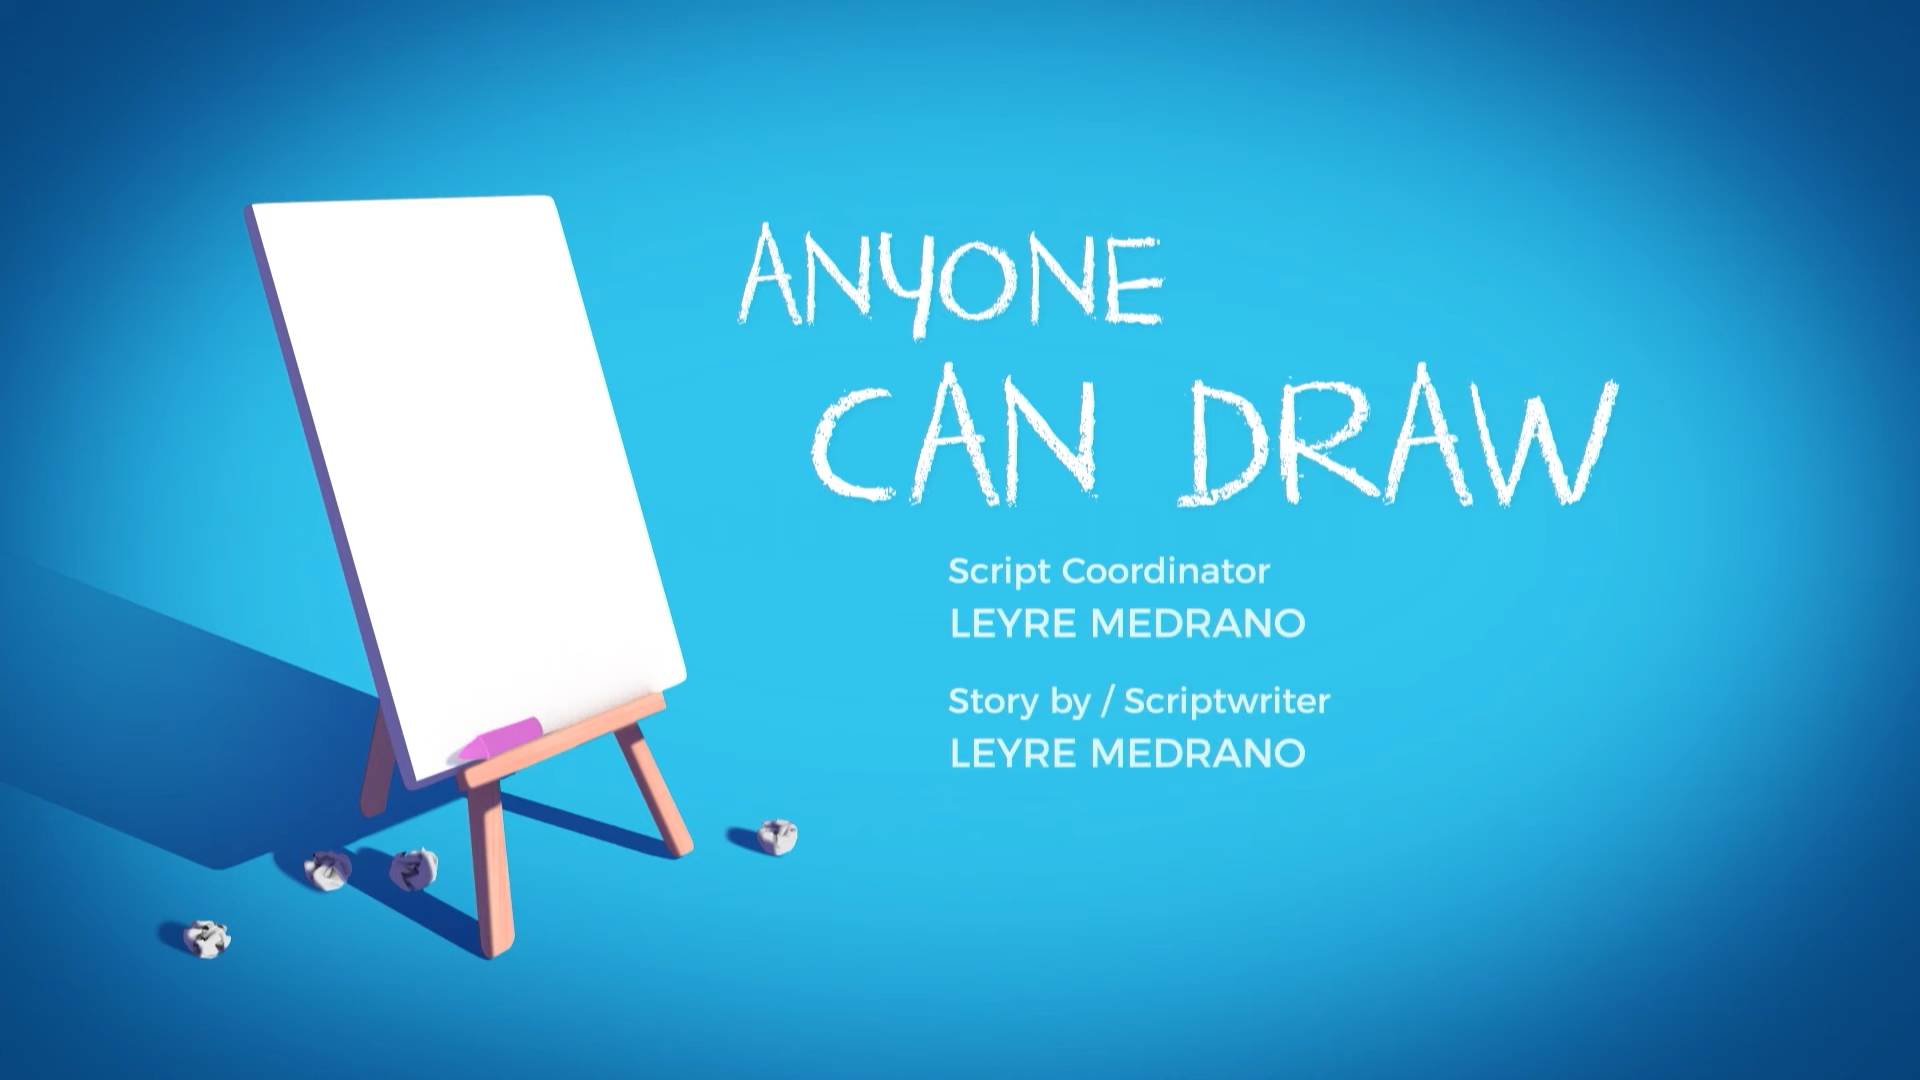 ANYONE
CAN DRAW
Script Coordinator
LEYRE MEDRANO
Story by / Scriptwriter
LEYRE MEDRANO